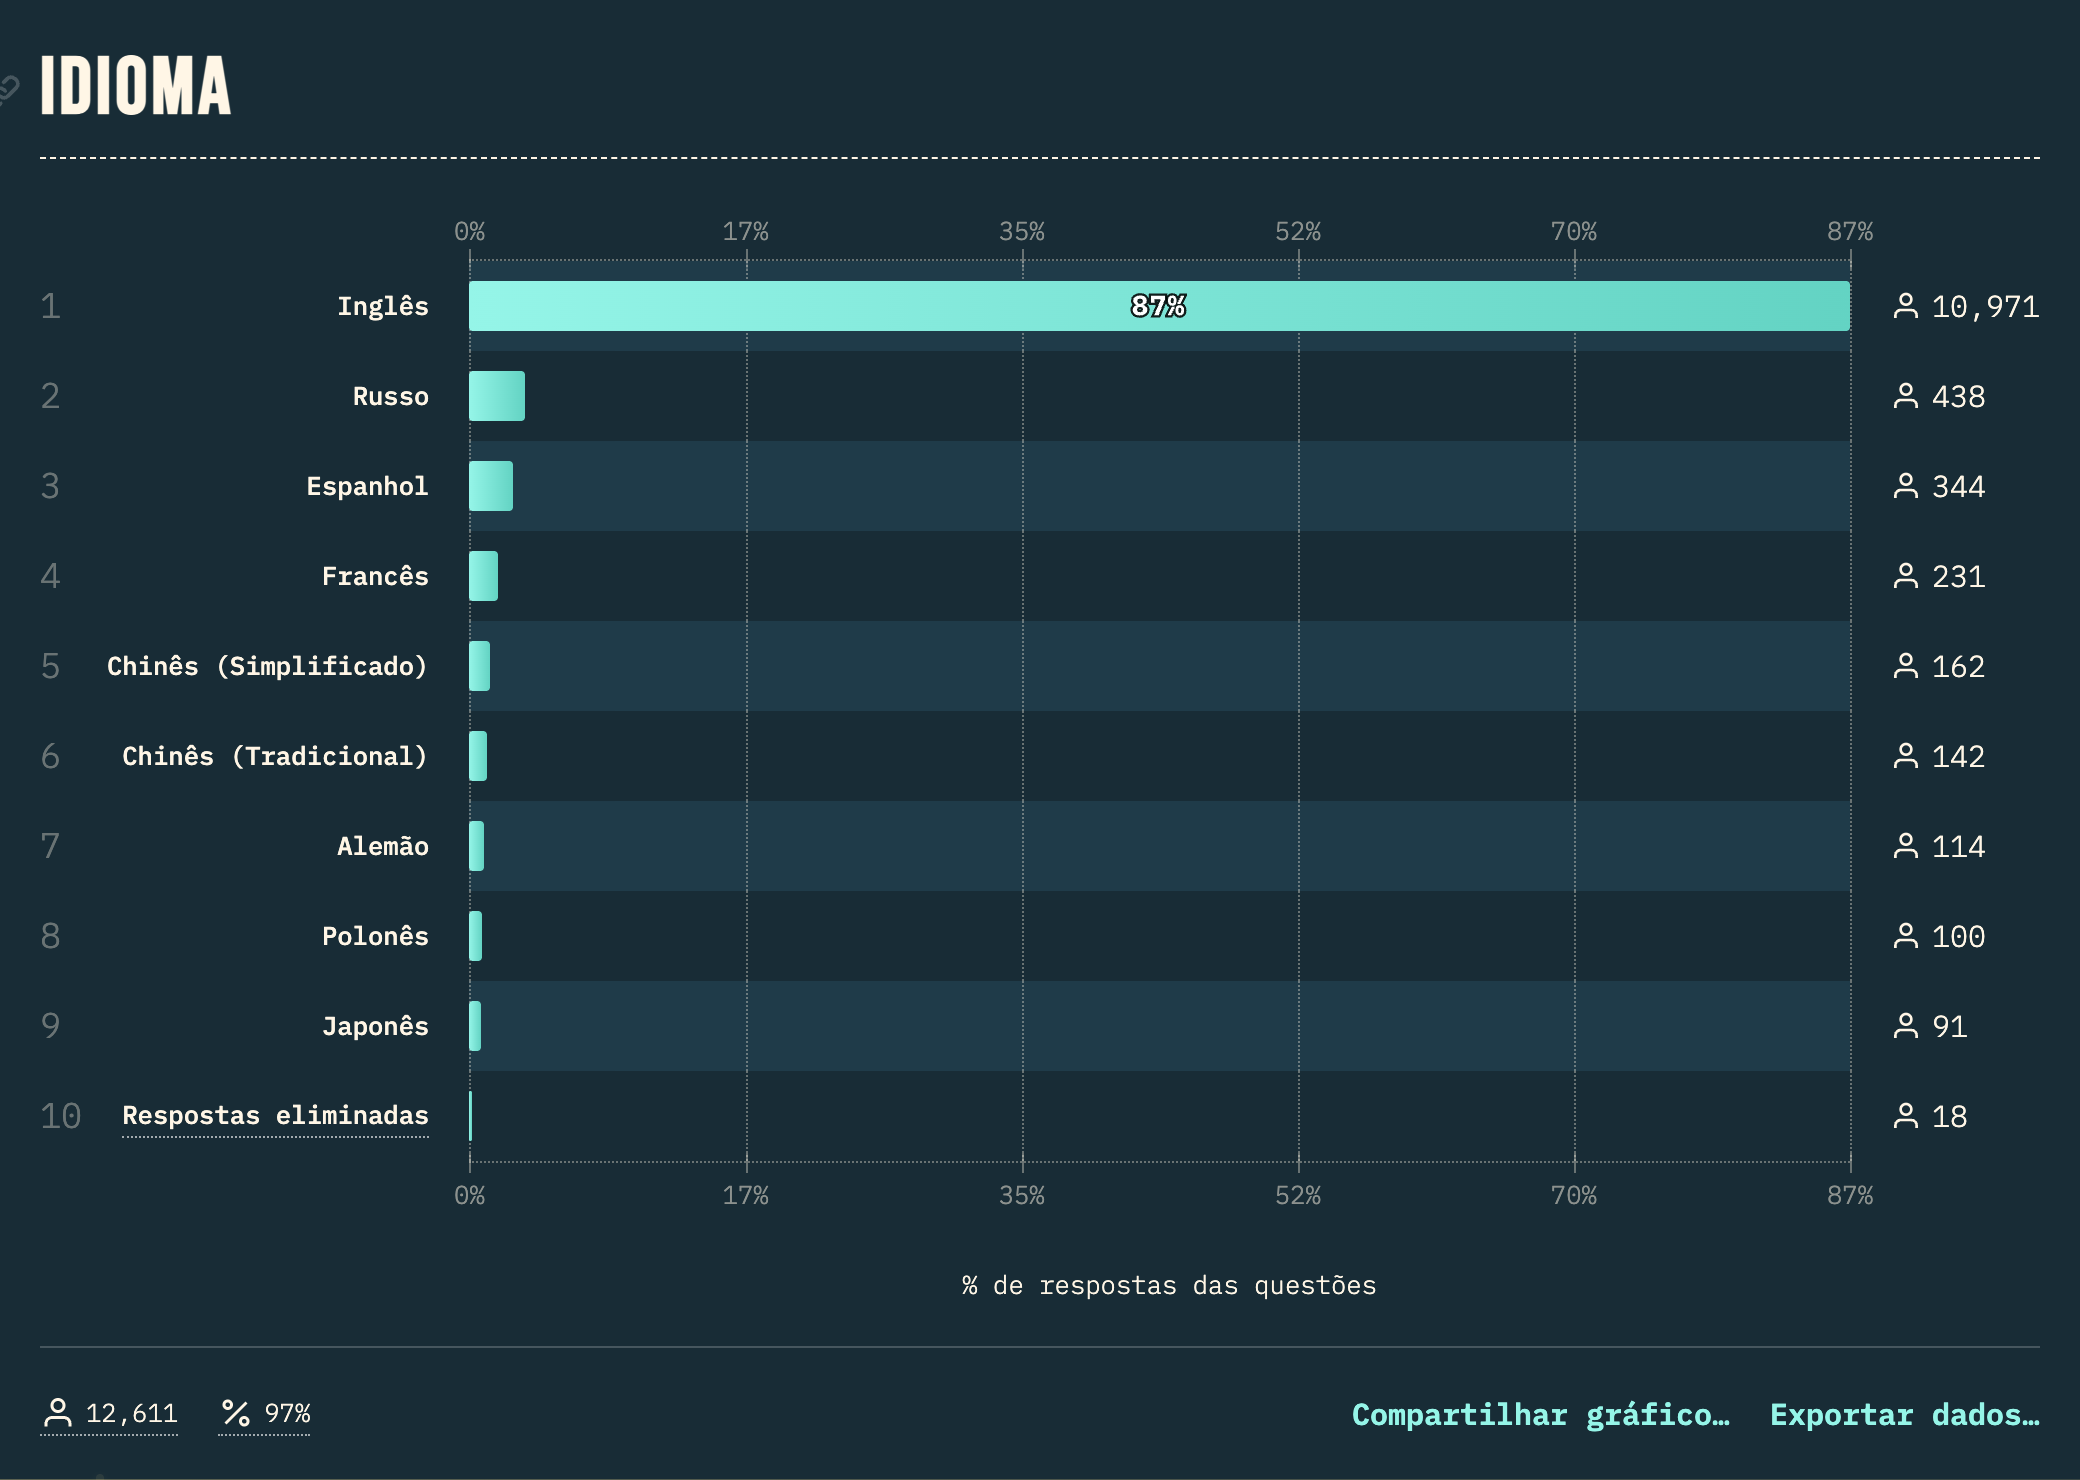 IDIOMA
0% 17% 35% 52% 70% 87%
1 Inglês 87% 10,971
2 Russo 438
3 Espanhol 344
4 Francês 231
5 Chinês (Simplificado) 162
6 Chinês (Tradicional) 142
7 Alemão 114
8 Polonês 100
9 Japonês 91
10 Respostas eliminadas 18
0% 17% 35% 52% 70% 87%
% de respostas das questões
12,611 % 97% Compartilhar gráfico… Exportar dados…